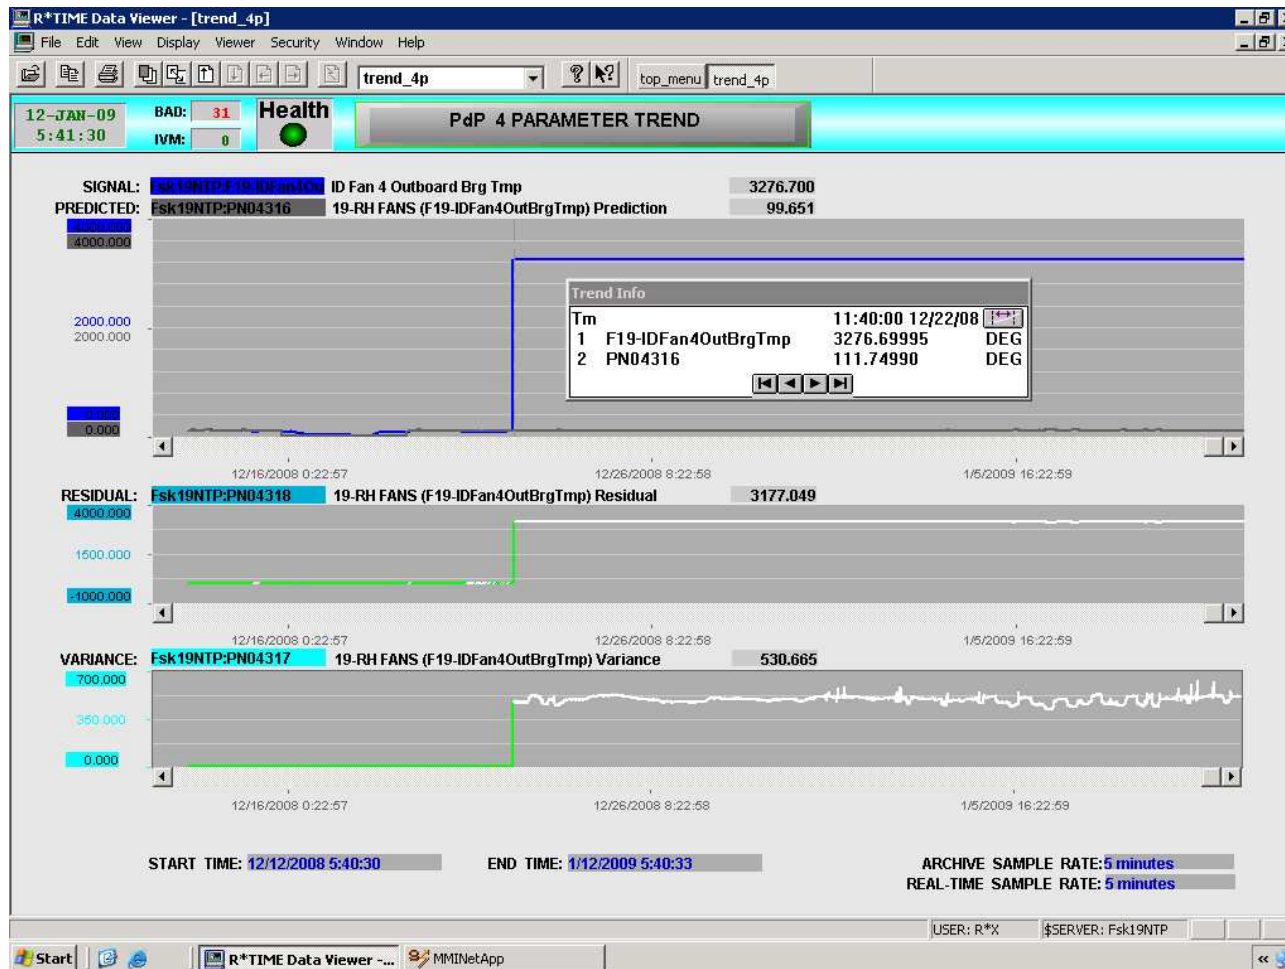 R*TIME Data Viewer - [trend_4p]
File Edit View Display Viewer Security Window Help
trend_4p top_menu trend_4p
12-JAN-09 BAD: 31 Health PdP 4 PARAMETER TREND
5:41:30 IVM: 0
SIGNAL: Fsk19NTP:F19-IDFan4Ou ID Fan 4 Outboard Brg Tmp 3276.700
PREDICTED: Fsk19NTP:PN04316 19-RH FANS (F19-IDFan4OutBrgTmp) Prediction 99.651
4000.000
4000.000
Trend Info
Tm 11:40:00 12/22/08
1 F19-IDFan4OutBrgTmp 3276.69995 DEG
2 PN04316 111.74990 DEG
2000.000
2000.000
0.000
0.000
12/16/2008 0:22:57 12/26/2008 8:22:58 1/5/2009 16:22:59
RESIDUAL: Fsk19NTP:PN04318 19-RH FANS (F19-IDFan4OutBrgTmp) Residual 3177.049
4000.000
1500.000
-1000.000
12/16/2008 0:22:57 12/26/2008 8:22:58 1/5/2009 16:22:59
VARIANCE: Fsk19NTP:PN04317 19-RH FANS (F19-IDFan4OutBrgTmp) Variance 530.665
700.000
350.000
0.000
12/16/2008 0:22:57 12/26/2008 8:22:58 1/5/2009 16:22:59
START TIME: 12/12/2008 5:40:30 END TIME: 1/12/2009 5:40:33 ARCHIVE SAMPLE RATE: 5 minutes
REAL-TIME SAMPLE RATE: 5 minutes
USER: R*X $SERVER: Fsk19NTP
Start R*TIME Data Viewer -... MMINetApp